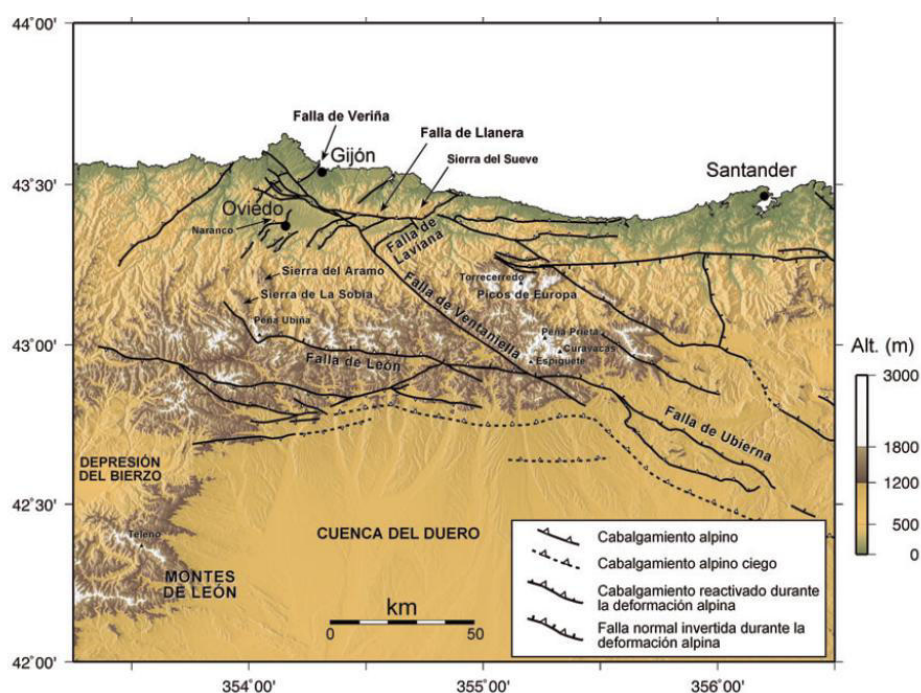 44°00'
Falla de Veriña
Gijón
Falla de Llanera
Sierra del Sueve
Santander
43°30'
Oviedo
Naranco
Falla de
Laviana
Sierra del Aramo
Torrecerredo
Sierra de La Sobia
Picos de Europa
Peña Ubiña
Falla de Ventaniella
Peña Prieta
Curavacas
Espigüete
43°00'
Falla de León
Alt. (m)
3000
1800
1200
500
0
Falla de Ubierna
DEPRESIÓN
DEL BIERZO
42°30'
Teleno
CUENCA DEL DUERO
MONTES
DE LEÓN
km
0
50
Cabalgamiento alpino
Cabalgamiento alpino ciego
Cabalgamiento reactivado durante
la deformación alpina
Falla normal invertida durante la
deformación alpina
42°00'
354°00'
355°00'
356°00'